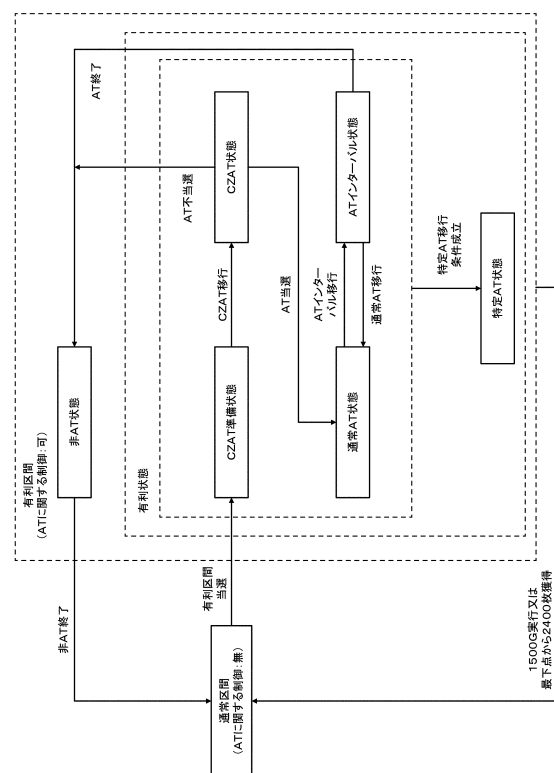 有利区間
(ATに関する制御:可)
有利状態
AT終了
非AT状態
非AT終了
AT不当選
CZAT状態
CZAT移行
CZAT準備状態
AT当選
有利区間
当選
通常区間
(ATに関する制御:無)
ATインターバル状態
ATインター
バル移行
通常AT移行
通常AT状態
特定AT移行
条件成立
特定AT状態
1500G実行又は
最下点から2400枚獲得